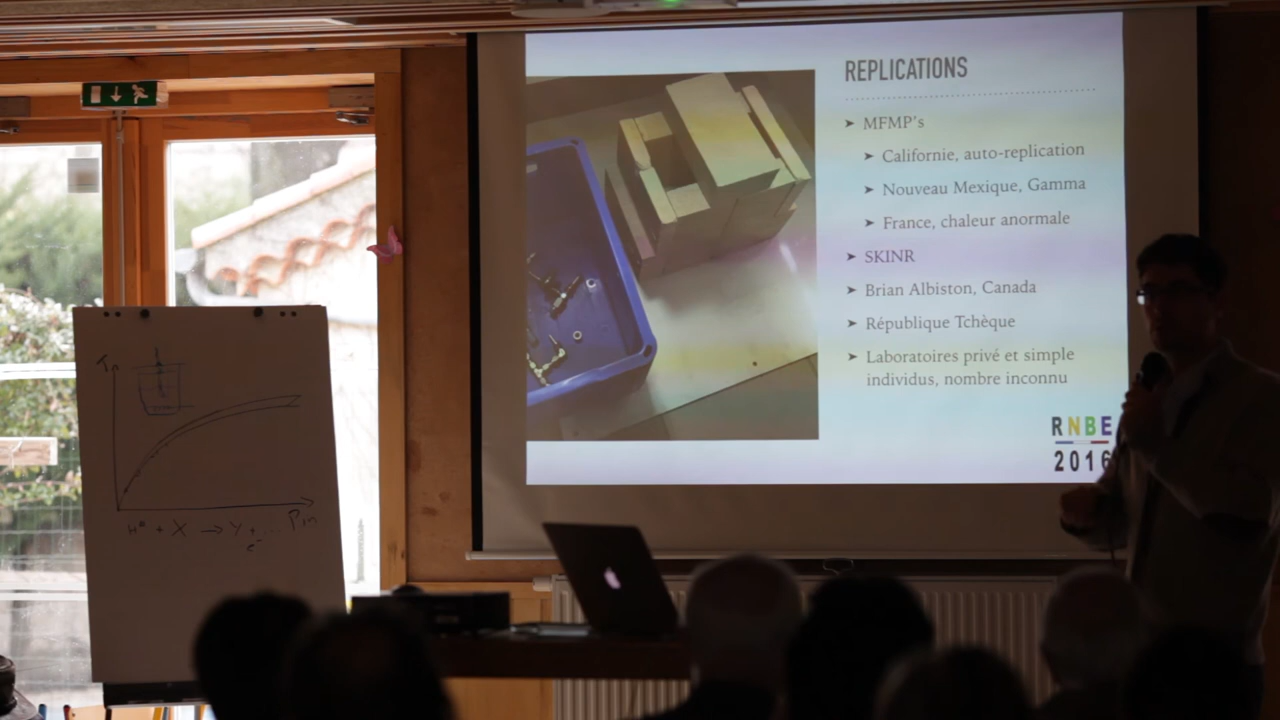 REPLICATIONS
➤ MFMP's
➤ Californie, auto-replication
➤ Nouveau Mexique, Gamma
➤ France, chaleur anormale
➤ SKINR
➤ Brian Albiston, Canada
➤ République Tchèque
➤ Laboratoires privé et simple
individus, nombre inconnu
RNBE
2016
Pin
H° + X → Y + ...
e⁻